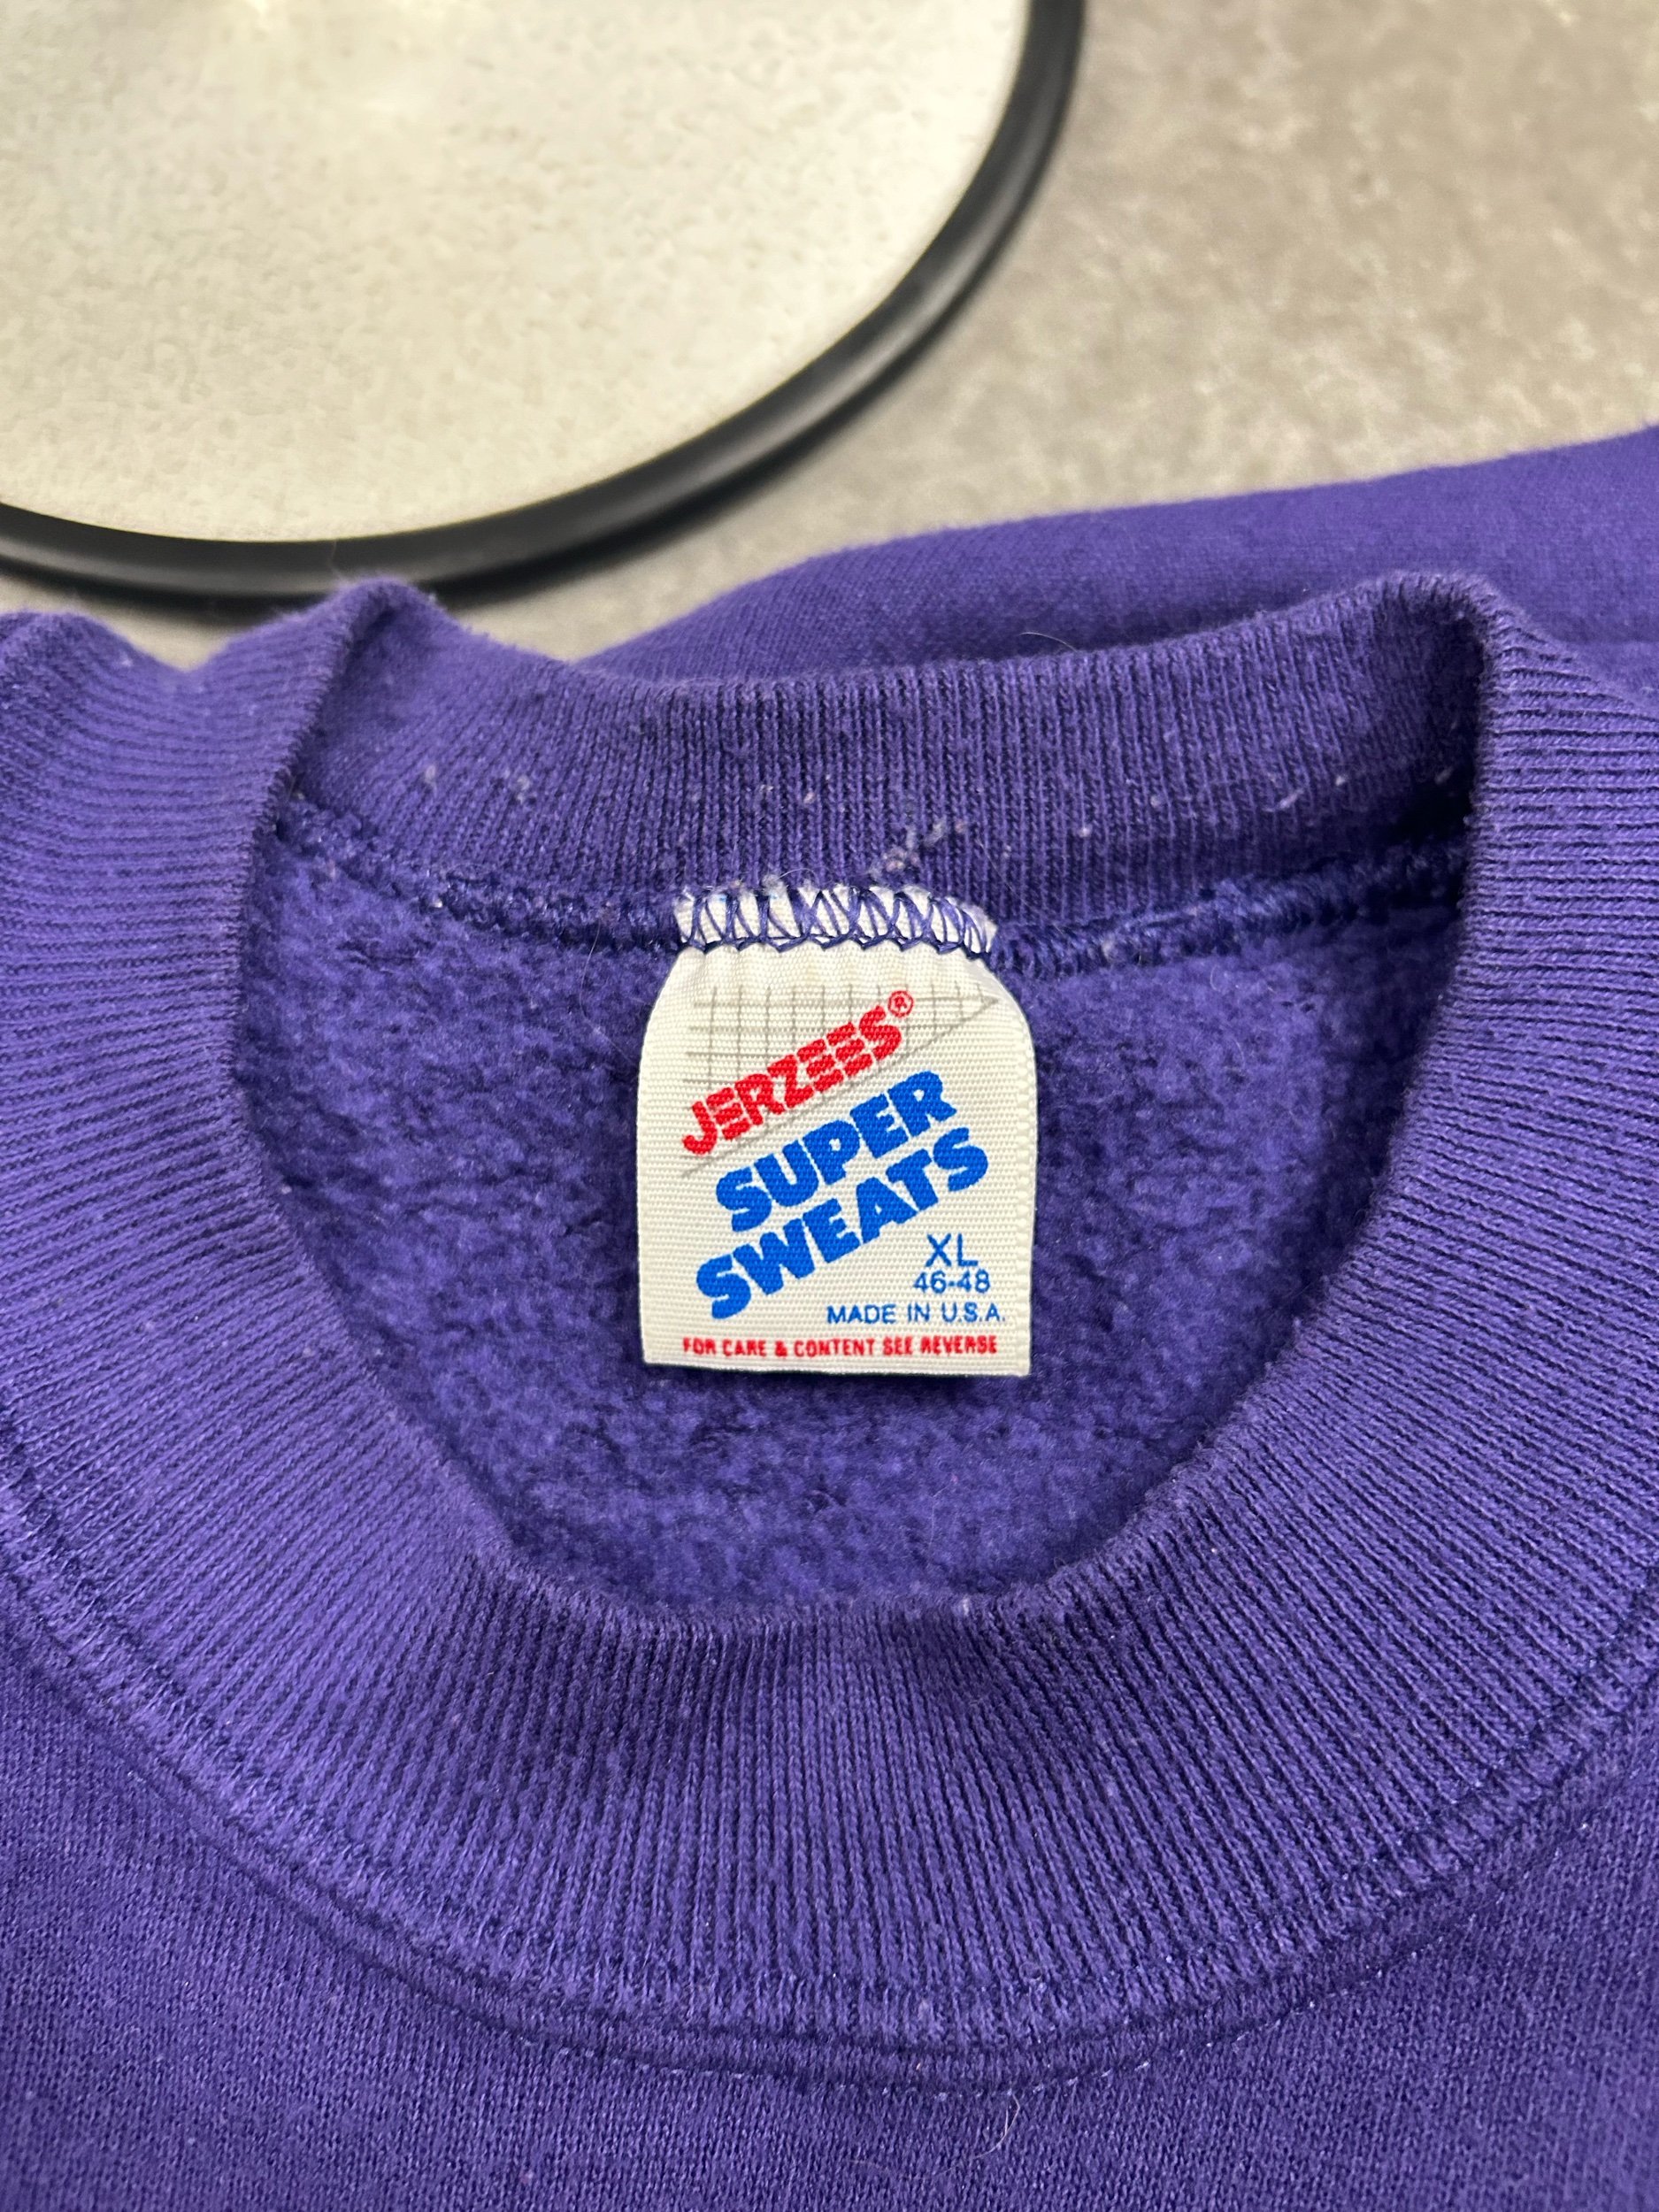 JERZEES®
SUPER
SWEATS
XL
46-48
MADE IN U.S.A.
FOR CARE & CONTENT SEE REVERSE